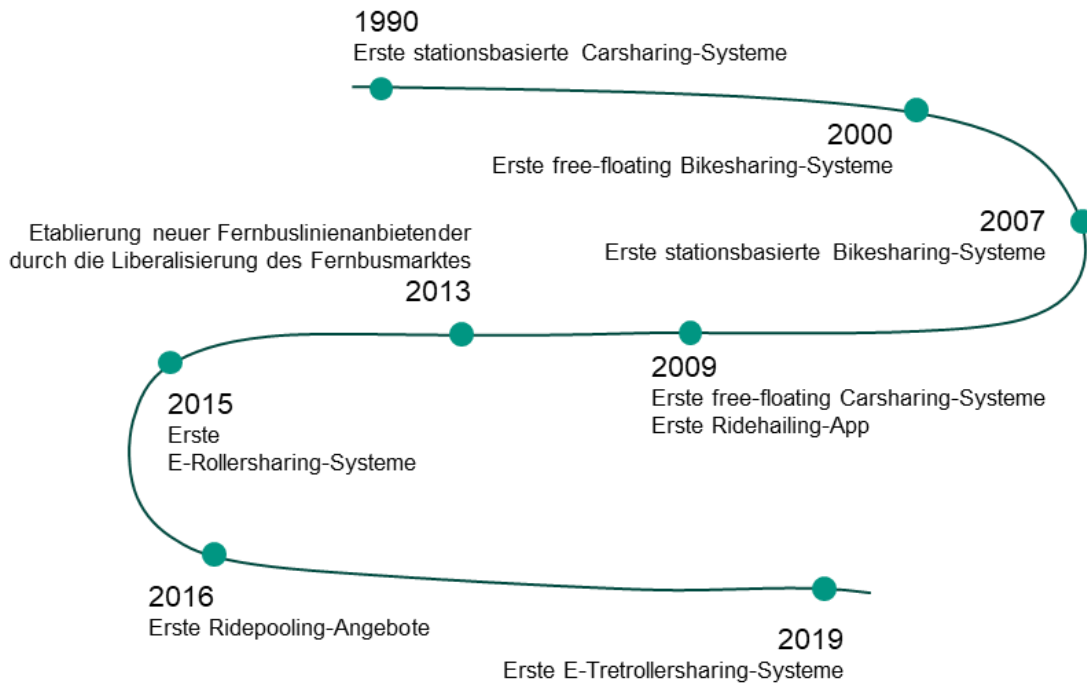 1990
Erste stationsbasierte Carsharing-Systeme
2000
Erste free-floating Bikesharing-Systeme
2007
Erste stationsbasierte Bikesharing-Systeme
2009
Erste free-floating Carsharing-Systeme
Erste Ridehailing-App
Etablierung neuer Fernbuslinienanbietender
durch die Liberalisierung des Fernbusmarktes
2013
2015
Erste
E-Rollersharing-Systeme
2016
Erste Ridepooling-Angebote
2019
Erste E-Tretrollersharing-Systeme